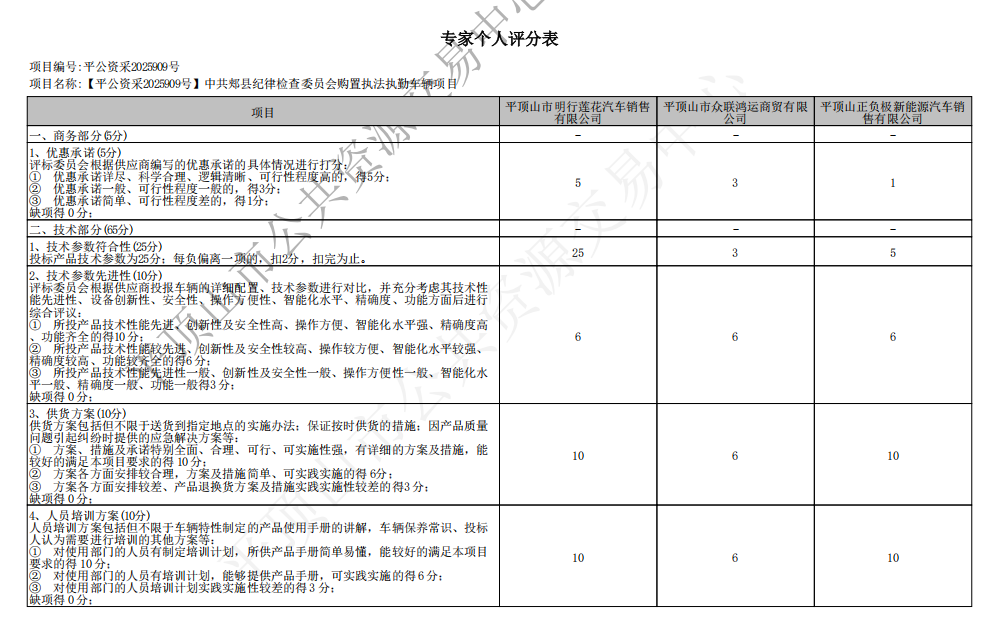 专家个人评分表
项目编号:平公资采2025909号
项目名称:【平公资采2025909号】中共郏县纪律检查委员会购置执法执勤车辆项目
项目 平顶山市明行莲花汽车销售有限公司 平顶山市众联鸿运商贸有限公司 平顶山正负极新能源汽车销售有限公司
一、商务部分(5分) - - -
1、优惠承诺(5分)
评标委员会根据供应商编写的优惠承诺的具体情况进行打分:
① 优惠承诺详尽、科学合理、逻辑清晰、可行性程度高的,得5分;
② 优惠承诺一般、可行性程度一般的,得3分;
③ 优惠承诺简单、可行性程度差的,得1分;
缺项得0分;
5 3 1
二、技术部分(65分) - - -
1、技术参数符合性(25分)
投标产品技术参数为25分;每负偏离一项的,扣2分,扣完为止。
25 3 5
2、技术参数先进性(10分)
评标委员会根据供应商投报车辆的详细配置、技术参数进行对比,并充分考虑其技术性
能先进性、设备创新性、安全性、操作方便性、智能化水平、精确度、功能方面后进行
综合评议:
① 所投产品技术性能先进、创新性及安全性高、操作方便、智能化水平强、精确度高
、功能齐全的得10分;
② 所投产品技术性能较先进、创新性及安全性较高、操作较方便、智能化水平较强、
精确度较高、功能较齐全的得6分;
③ 所投产品技术性能先进性一般、创新性及安全性一般、操作方便性一般、智能化水
平一般、精确度一般、功能一般得3分;
缺项得0分;
6 6 6
3、供货方案(10分)
供货方案包括但不限于送货到指定地点的实施办法;保证按时供货的措施;因产品质量
问题引起纠纷时提供的应急解决方案等:
① 方案、措施及承诺特别全面、合理、可行、可实施性强,有详细的方案及措施,能
较好的满足本项目要求的得10分;
② 方案各方面安排较合理,方案及措施简单、可实践实施的得6分;
③ 方案各方面安排较差、产品退换货方案及措施实践实施性较差的得3分;
缺项得0分;
10 6 10
4、人员培训方案(10分)
人员培训方案包括但不限于车辆特性制定的产品使用手册的讲解,车辆保养常识、投标
人认为需要进行培训的其他方案等:
① 对使用部门的人员有制定培训计划,所供产品手册简单易懂,能较好的满足本项目
要求的得10分;
② 对使用部门的人员有培训计划,能够提供产品手册,可实践实施的得6分;
③ 对使用部门的人员培训计划实践实施性较差的得3分;
缺项得0分;
10 6 10
平顶山市公共资源交易中心
平顶山市公共资源交易中心